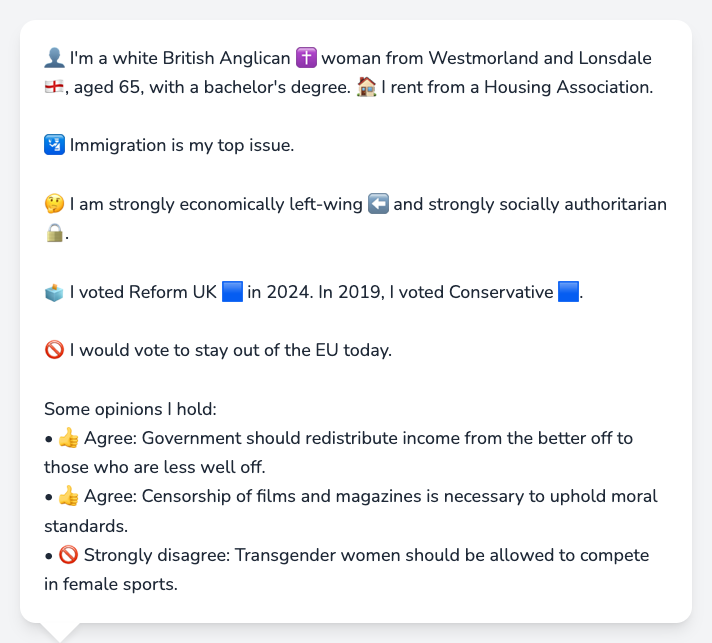 👤 I'm a white British Anglican ✝️ woman from Westmorland and Lonsdale
🏴󠁧󠁢󠁥󠁮󠁧󠁿, aged 65, with a bachelor's degree. 🏠 I rent from a Housing Association.
🛂 Immigration is my top issue.
🤔 I am strongly economically left-wing ⬅️ and strongly socially authoritarian
🔒.
🗳️ I voted Reform UK 🟦 in 2024. In 2019, I voted Conservative 🟦.
🚫 I would vote to stay out of the EU today.
Some opinions I hold:
• 👍 Agree: Government should redistribute income from the better off to
those who are less well off.
• 👍 Agree: Censorship of films and magazines is necessary to uphold moral
standards.
• 🚫 Strongly disagree: Transgender women should be allowed to compete
in female sports.